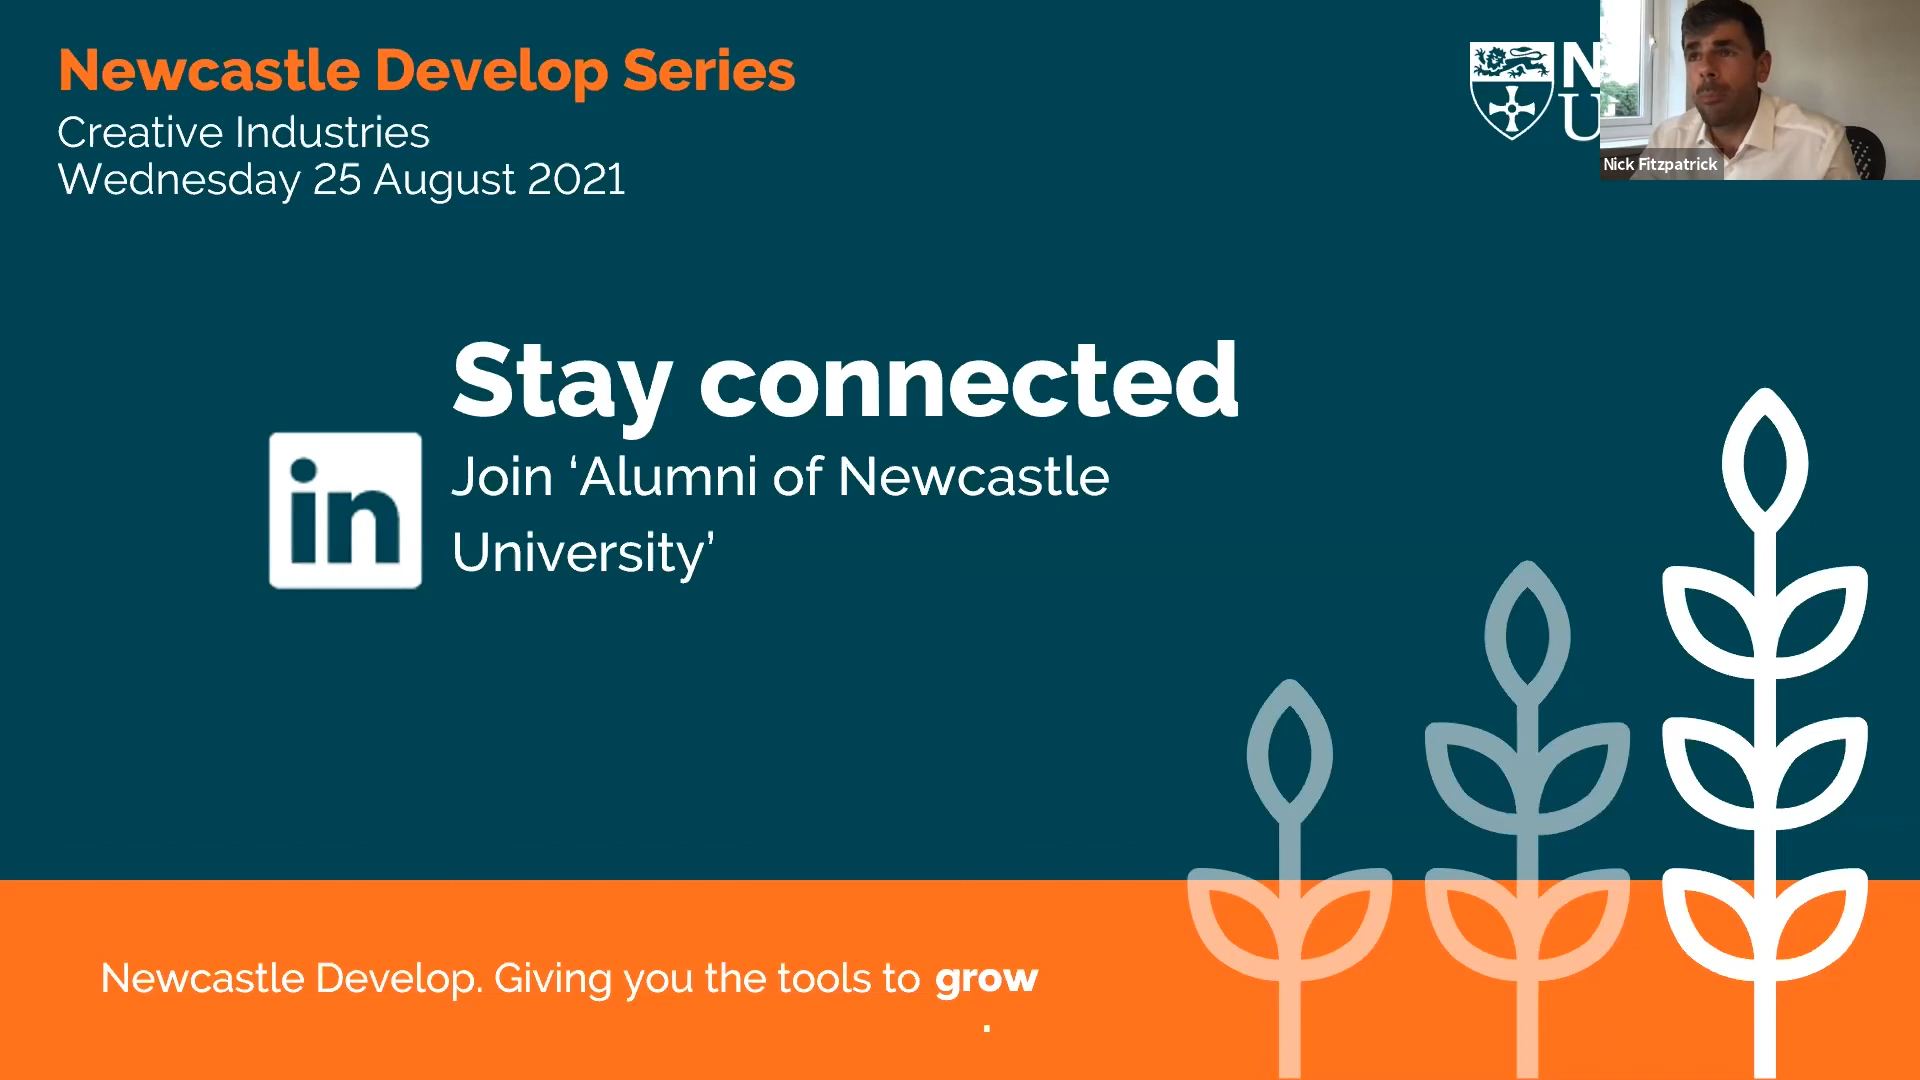 Newcastle Develop Series
Creative Industries
Wednesday 25 August 2021
N
U
Nick Fitzpatrick
Stay connected
in
Join ‘Alumni of Newcastle
University’
Newcastle Develop. Giving you the tools to grow
.